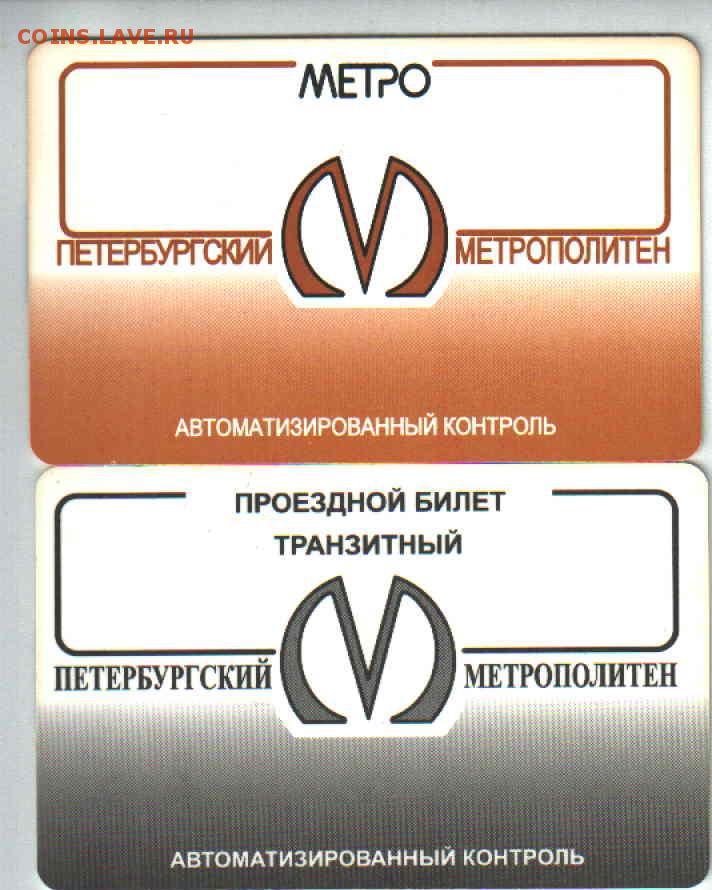 COINS.LAVE.RU
МЕТРО
ПЕТЕРБУРГСКИЙ МЕТРОПОЛИТЕН
АВТОМАТИЗИРОВАННЫЙ КОНТРОЛЬ
ПРОЕЗДНОЙ БИЛЕТ
ТРАНЗИТНЫЙ
ПЕТЕРБУРГСКИЙ МЕТРОПОЛИТЕН
АВТОМАТИЗИРОВАННЫЙ КОНТРОЛЬ